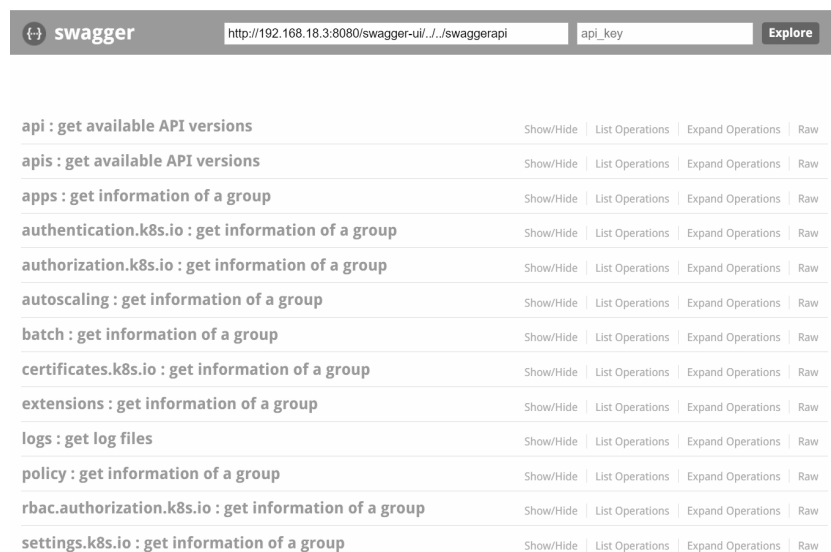 {··} swagger http://192.168.18.3:8080/swagger-ui/../../swaggerapi api_key Explore
api : get available API versions Show/Hide List Operations Expand Operations Raw
apis : get available API versions Show/Hide List Operations Expand Operations Raw
apps : get information of a group Show/Hide List Operations Expand Operations Raw
authentication.k8s.io : get information of a group Show/Hide List Operations Expand Operations Raw
authorization.k8s.io : get information of a group Show/Hide List Operations Expand Operations Raw
autoscaling : get information of a group Show/Hide List Operations Expand Operations Raw
batch : get information of a group Show/Hide List Operations Expand Operations Raw
certificates.k8s.io : get information of a group Show/Hide List Operations Expand Operations Raw
extensions : get information of a group Show/Hide List Operations Expand Operations Raw
logs : get log files Show/Hide List Operations Expand Operations Raw
policy : get information of a group Show/Hide List Operations Expand Operations Raw
rbac.authorization.k8s.io : get information of a group Show/Hide List Operations Expand Operations Raw
settings.k8s.io : get information of a group Show/Hide List Operations Expand Operations Raw